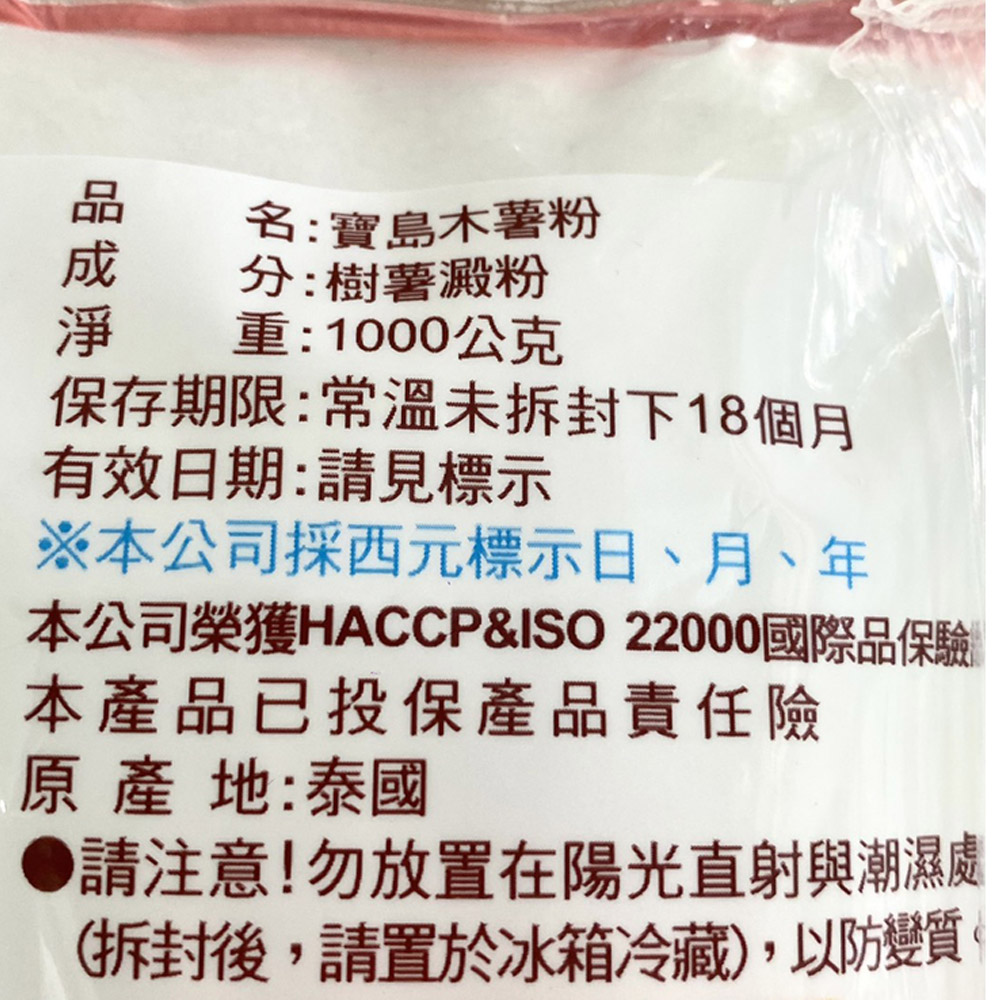 品名:寶島木薯粉
成分:樹薯澱粉
淨重:1000公克
保存期限:常溫未拆封下18個月
有效日期:請見標示
※本公司採西元標示日、月、年
本公司榮獲HACCP&ISO 22000國際品保驗
本產品已投保產品責任險
原產地:泰國
●請注意!勿放置在陽光直射與潮濕處
(拆封後,請置於冰箱冷藏),以防變質。